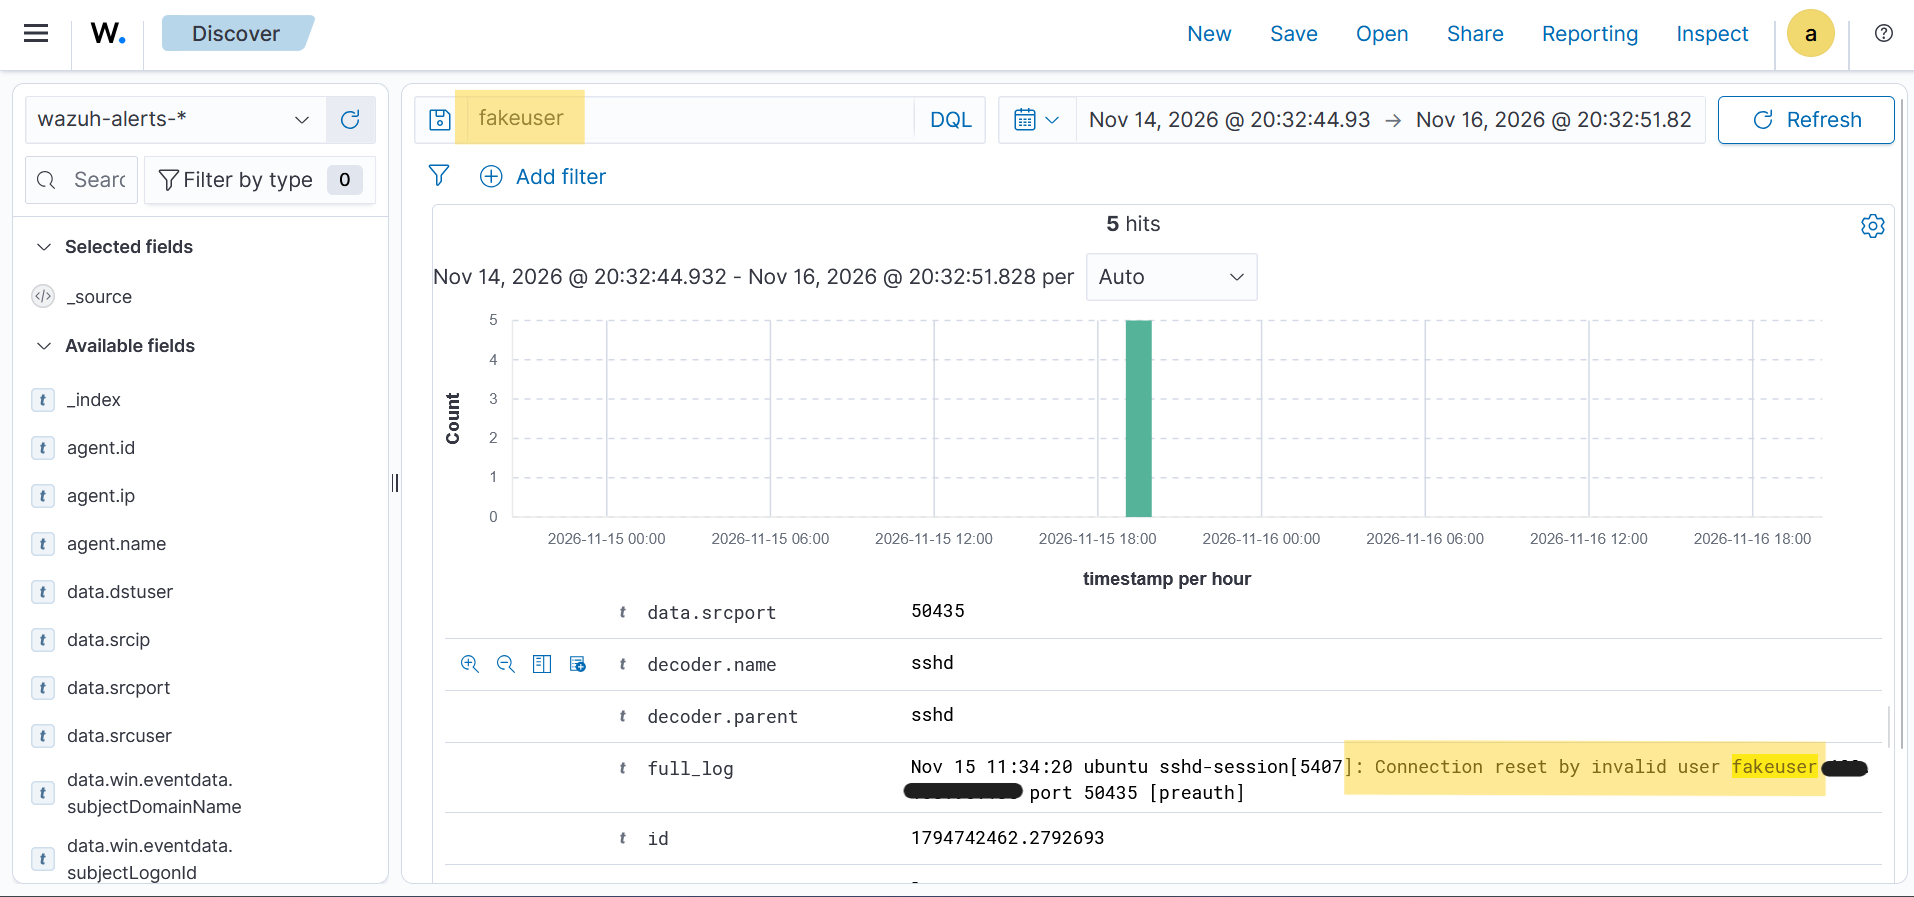 W.
Discover
New Save Open Share Reporting Inspect a
wazuh-alerts-*
fakeuser
DQL
Nov 14, 2026 @ 20:32:44.93 → Nov 16, 2026 @ 20:32:51.82
Refresh
Searc
Filter by type 0
Add filter
Selected fields
_source
Available fields
_index
agent.id
agent.ip
agent.name
data.dstuser
data.srcip
data.srcport
data.srcuser
data.win.eventdata.
subjectDomainName
data.win.eventdata.
subjectLogonId
5 hits
Nov 14, 2026 @ 20:32:44.932 - Nov 16, 2026 @ 20:32:51.828 per Auto
Count
5
4
3
2
1
0
2026-11-15 00:00 2026-11-15 06:00 2026-11-15 12:00 2026-11-15 18:00 2026-11-16 00:00 2026-11-16 06:00 2026-11-16 12:00 2026-11-16 18:00
timestamp per hour
t data.srcport 50435
t decoder.name sshd
t decoder.parent sshd
t full_log Nov 15 11:34:20 ubuntu sshd-session[5407]: Connection reset by invalid user fakeuser
port 50435 [preauth]
t id 1794742462.2792693